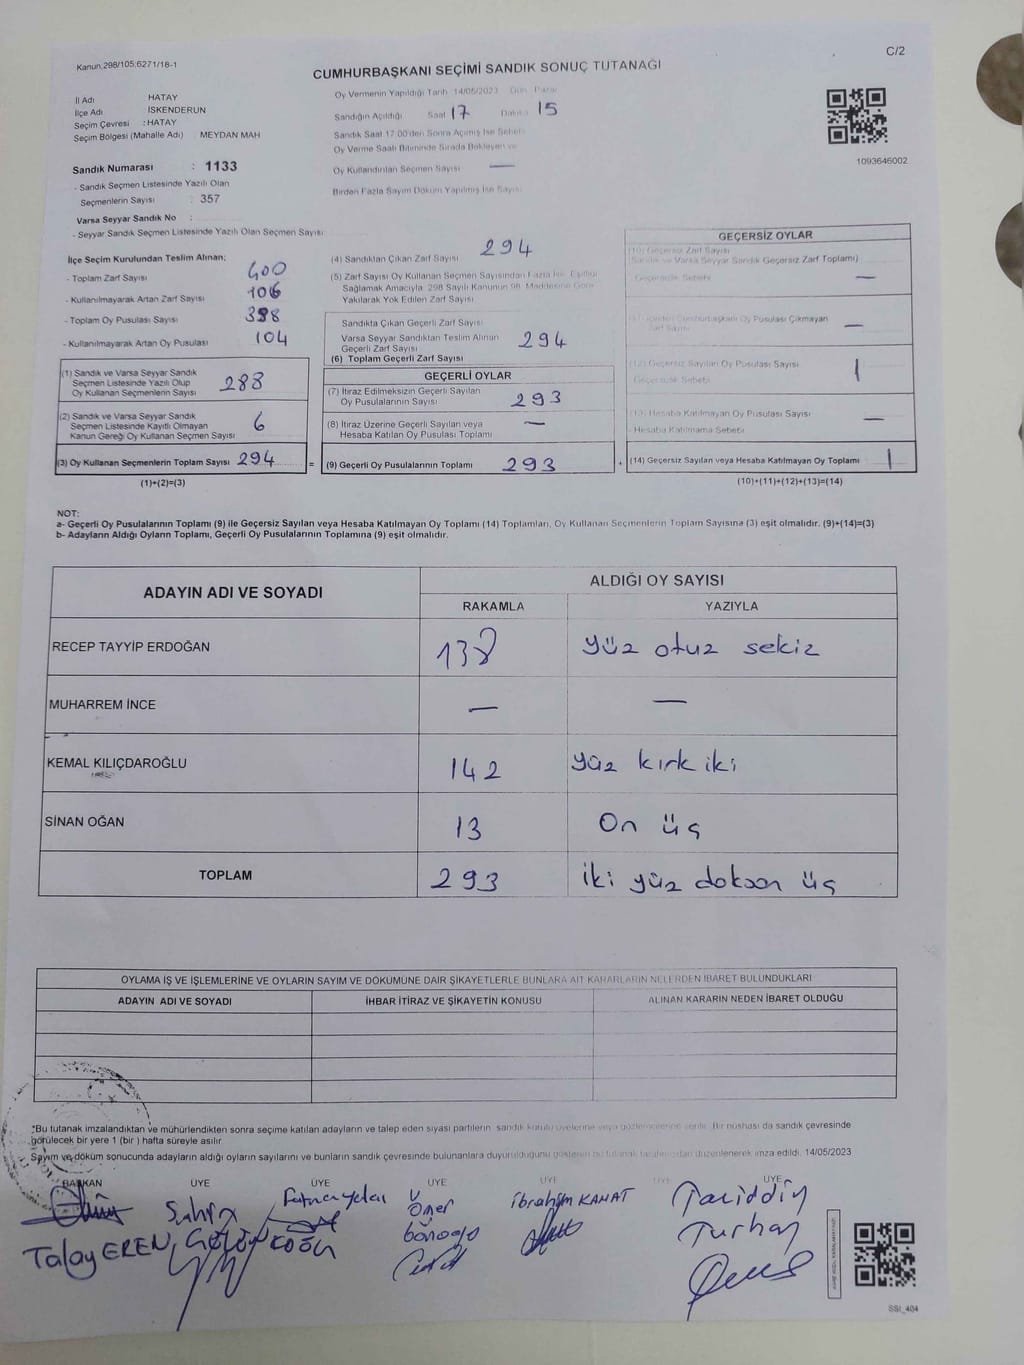 Kanun.298/105;6271/18-1
C/2
CUMHURBAŞKANI SEÇİMİ SANDIK SONUÇ TUTANAĞI
İl Adı HATAY
İlçe Adı : İSKENDERUN
Seçim Çevresi : HATAY
Seçim Bölgesi (Mahalle Adı) MEYDAN MAH
Sandık Numarası : 1133
- Sandık Seçmen Listesinde Yazılı Olan
Seçmenlerin Sayısı : 357
Varsa Seyyar Sandık No :
- Seyyar Sandık Seçmen Listesinde Yazılı Olan Seçmen Sayısı
Oy Vermenin Yapıldığı Tarih 14/05/2023 Gün Pazar
Sandığın Açıldığı Saat 17 Dakika 15
Sandık Saat 17.00'den Sonra Açılmış İse Sebebi
Oy Verme Saati Bitiminde Sırada Bekleyen ve
Oy Kullandırılan Seçmen Sayısı —
Birden Fazla Sayım Döküm Yapılmış İse Sayısı
1093646002
İlçe Seçim Kurulundan Teslim Alınan;
- Toplam Zarf Sayısı 400
- Kullanılmayarak Artan Zarf Sayısı 106
- Toplam Oy Pusulası Sayısı 398
- Kullanılmayarak Artan Oy Pusulası 104
(1) Sandık ve Varsa Seyyar Sandık
Seçmen Listesinde Yazılı Olup
Oy Kullanan Seçmenlerin Sayısı 288
(2) Sandık ve Varsa Seyyar Sandık
Seçmen Listesinde Kayıtlı Olmayan
Kanun Gereği Oy Kullanan Seçmen Sayısı 6
(3) Oy Kullanan Seçmenlerin Toplam Sayısı 294
(1)+(2)=(3)
(4) Sandıktan Çıkan Zarf Sayısı 294
(5) Zarf Sayısı Oy Kullanan Seçmen Sayısından Fazla İse, Eşitliği
Sağlamak Amacıyla 298 Sayılı Kanunun 98. Maddesine Göre
Yakılarak Yok Edilen Zarf Sayısı
Sandıkta Çıkan Geçerli Zarf Sayısı
Varsa Seyyar Sandıktan Teslim Alınan
Geçerli Zarf Sayısı
(6) Toplam Geçerli Zarf Sayısı 294
GEÇERLİ OYLAR
(7) İtiraz Edilmeksizin Geçerli Sayılan
Oy Pusulalarının Sayısı 293
(8) İtiraz Üzerine Geçerli Sayılan veya
Hesaba Katılan Oy Pusulası Toplamı —
= (9) Geçerli Oy Pusulalarının Toplamı 293
GEÇERSİZ OYLAR
(10) Geçersiz Zarf Sayısı
(Sandık ve Varsa Seyyar Sandık Geçersiz Zarf Toplamı)
Geçersizlik Sebebi —
Oy Pusulası Çıkmayan
Zarf Sayısı —
(12) Geçersiz Sayılan Oy Pusulası Sayısı
Geçersizlik Sebebi 1
(13) Hesaba Katılmayan Oy Pusulası Sayısı
- Hesaba Katılmama Sebebi —
+ (14) Geçersiz Sayılan veya Hesaba Katılmayan Oy Toplamı 1
(10)+(11)+(12)+(13)=(14)
NOT:
a- Geçerli Oy Pusulalarının Toplamı (9) ile Geçersiz Sayılan veya Hesaba Katılmayan Oy Toplamı (14) Toplamları, Oy Kullanan Seçmenlerin Toplam Sayısına (3) eşit olmalıdır. (9)+(14)=(3)
b- Adayların Aldığı Oyların Toplamı, Geçerli Oy Pusulalarının Toplamına (9) eşit olmalıdır.
ADAYIN ADI VE SOYADI
ALDIĞI OY SAYISI
RAKAMLA YAZIYLA
RECEP TAYYİP ERDOĞAN 138 Yüz otuz sekiz
MUHARREM İNCE — —
KEMAL KILIÇDAROĞLU 142 Yüz kırk iki
SİNAN OĞAN 13 On üç
TOPLAM 293 iki yüz doksan üç
OYLAMA İŞ VE İŞLEMLERİNE VE OYLARIN SAYIM VE DÖKÜMÜNE DAİR ŞİKAYETLERLE BUNLARA AİT KARARLARIN NELERDEN İBARET BULUNDUKLARI
ADAYIN ADI VE SOYADI İHBAR İTİRAZ VE ŞİKAYETİN KONUSU ALINAN KARARIN NEDEN İBARET OLDUĞU
*Bu tutanak imzalandıktan ve mühürlendikten sonra seçime katılan adayların ve talep eden siyasi partilerin sandık kurulu üyelerine veya gözlemcilerine verilir. Bir nüshası da sandık çevresinde
görülecek bir yere 1 (bir) hafta süreyle asılır.
Sayım ve döküm sonucunda adayların aldığı oyların sayılarını ve bunların sandık çevresinde bulunanlara duyurulduğunu gösteren bu tutanak tarafımızdan düzenlenerek imza edildi. 14/05/2023
BAŞKAN ÜYE ÜYE ÜYE ÜYE ÜYE ÜYE
Talay EREN
Ömer
İbrahim KANAT
Turhan
SSI_404